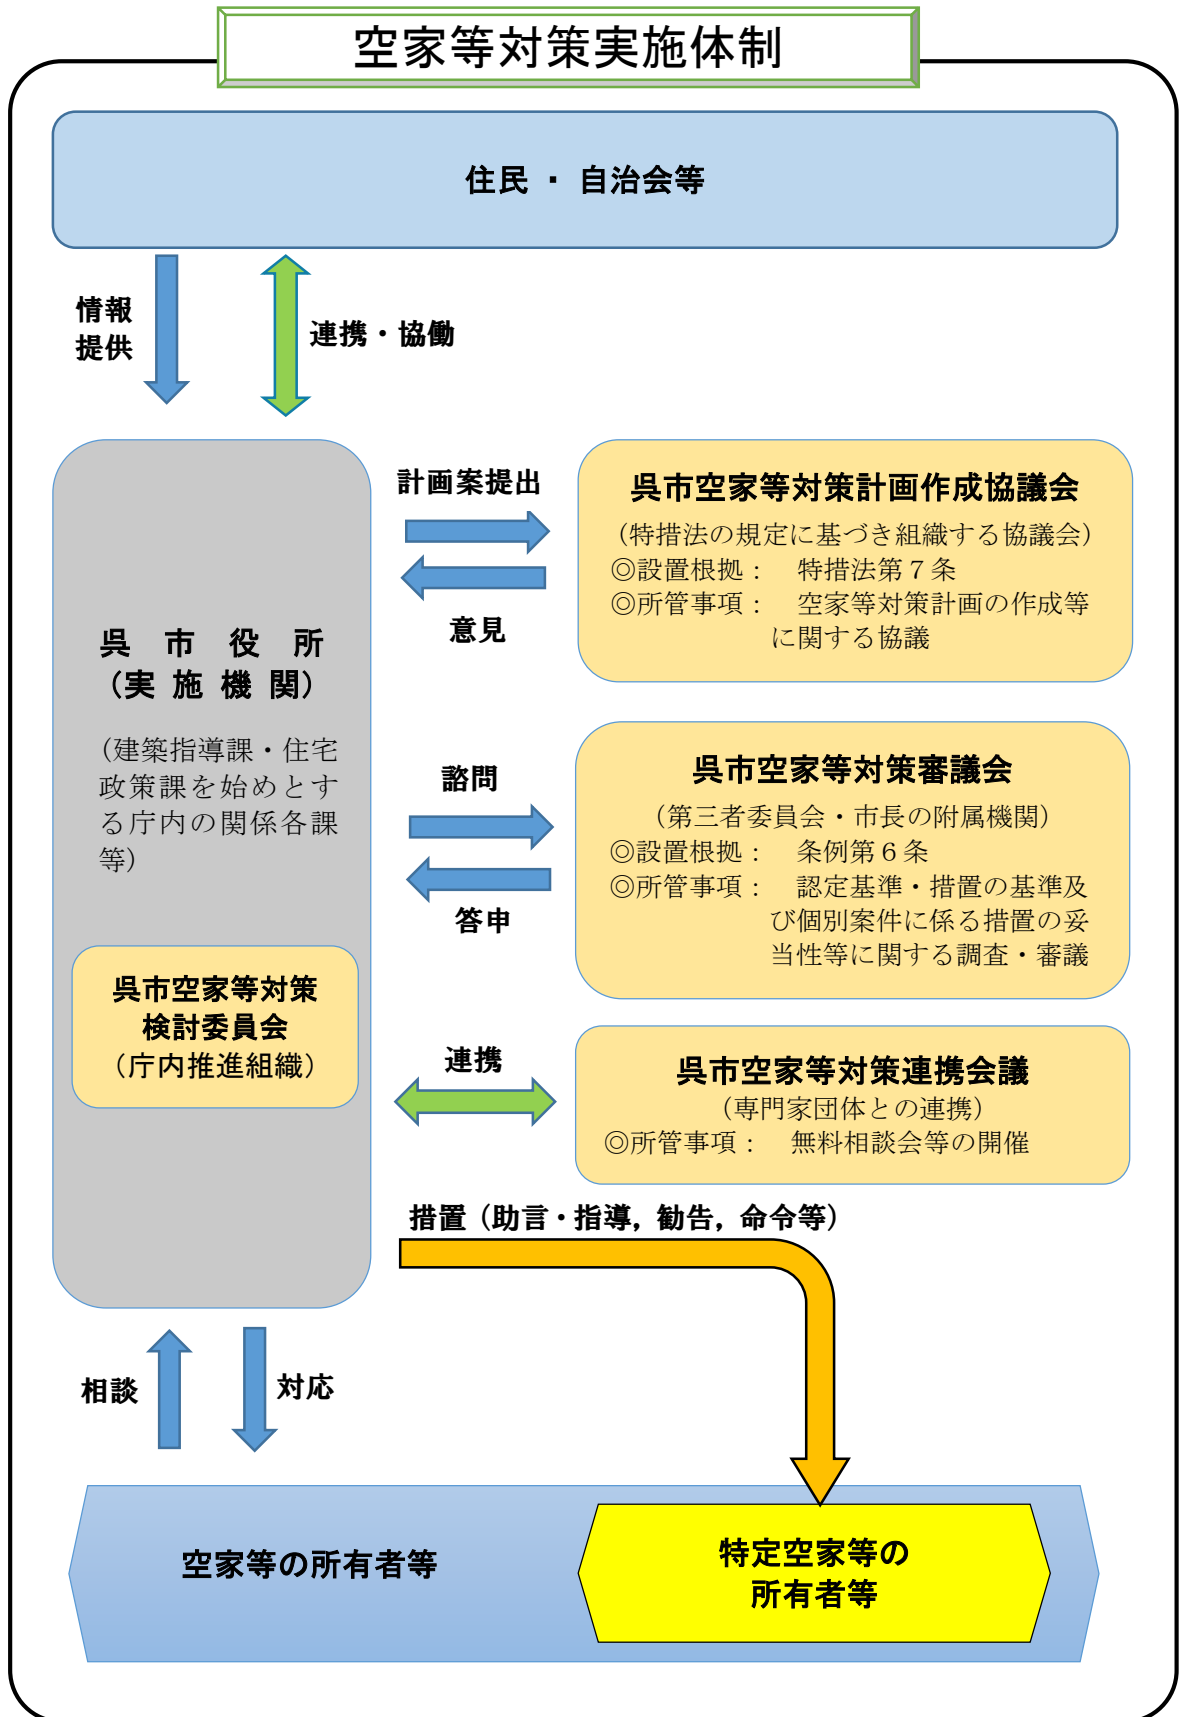 空家等対策実施体制
住民 ・ 自治会等
情報
提供
連携・協働
計画案提出
意見
呉市空家等対策計画作成協議会
（特措法の規定に基づき組織する協議会）
◎設置根拠： 特措法第７条
◎所管事項： 空家等対策計画の作成等
に関する協議
呉 市 役 所
（実 施 機 関）
（建築指導課・住宅
政策課を始めとす
る庁内の関係各課
等）
諮問
答申
呉市空家等対策審議会
（第三者委員会・市長の附属機関）
◎設置根拠： 条例第６条
◎所管事項： 認定基準・措置の基準及
び個別案件に係る措置の妥
当性等に関する調査・審議
呉市空家等対策
検討委員会
（庁内推進組織）
連携
呉市空家等対策連携会議
（専門家団体との連携）
◎所管事項： 無料相談会等の開催
措置（助言・指導，勧告，命令等）
相談
対応
空家等の所有者等
特定空家等の
所有者等